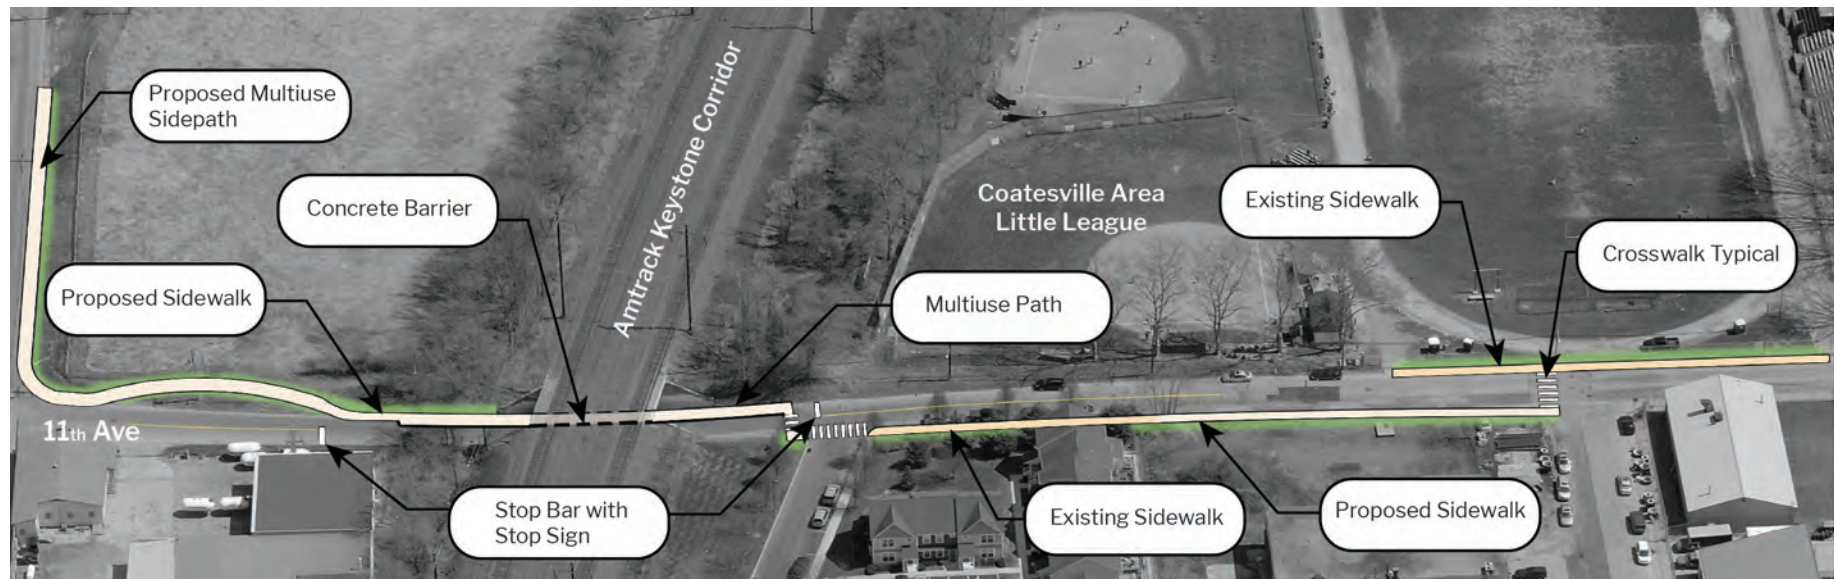 Proposed Multiuse
Sidepath
Concrete Barrier
Amtrack Keystone Corridor
Coatesville Area
Little League
Existing Sidewalk
Crosswalk Typical
Proposed Sidewalk
Multiuse Path
11th Ave
Stop Bar with
Stop Sign
Existing Sidewalk
Proposed Sidewalk